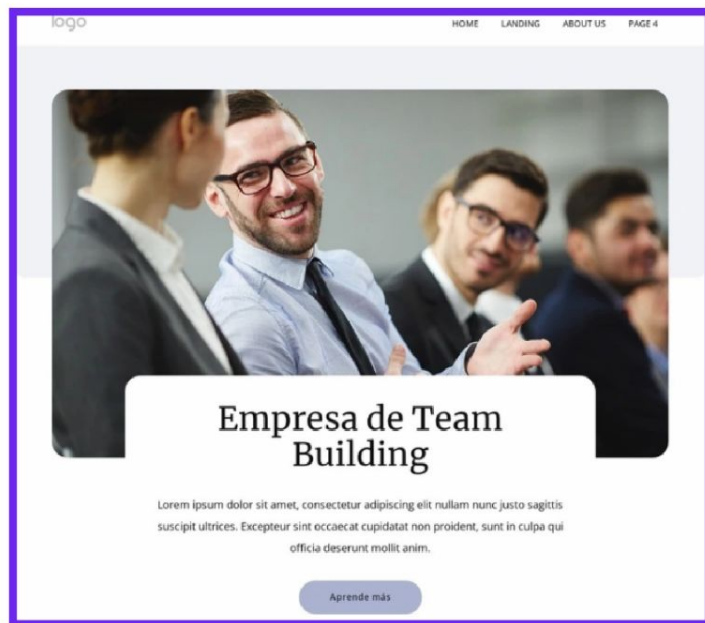 logo
HOME LANDING ABOUT US PAGE 4
Empresa de Team
Building
Lorem ipsum dolor sit amet, consectetur adipiscing elit nullam nunc justo sagittis
suscipit ultrices. Excepteur sint occaecat cupidatat non proident, sunt in culpa qui
officia deserunt mollit anim.
Aprende más